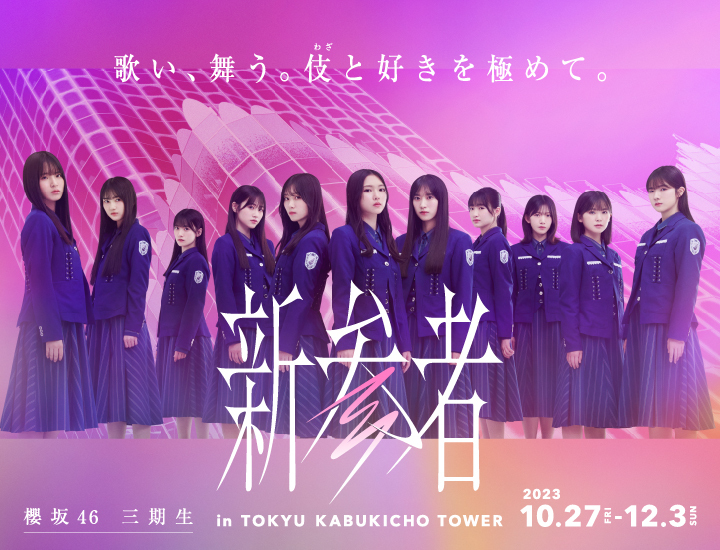 わざ
歌い、舞う。伎と好きを極めて。
新参者
櫻坂46 三期生
in TOKYU KABUKICHO TOWER
2023
10.27 FRI - 12.3 SUN